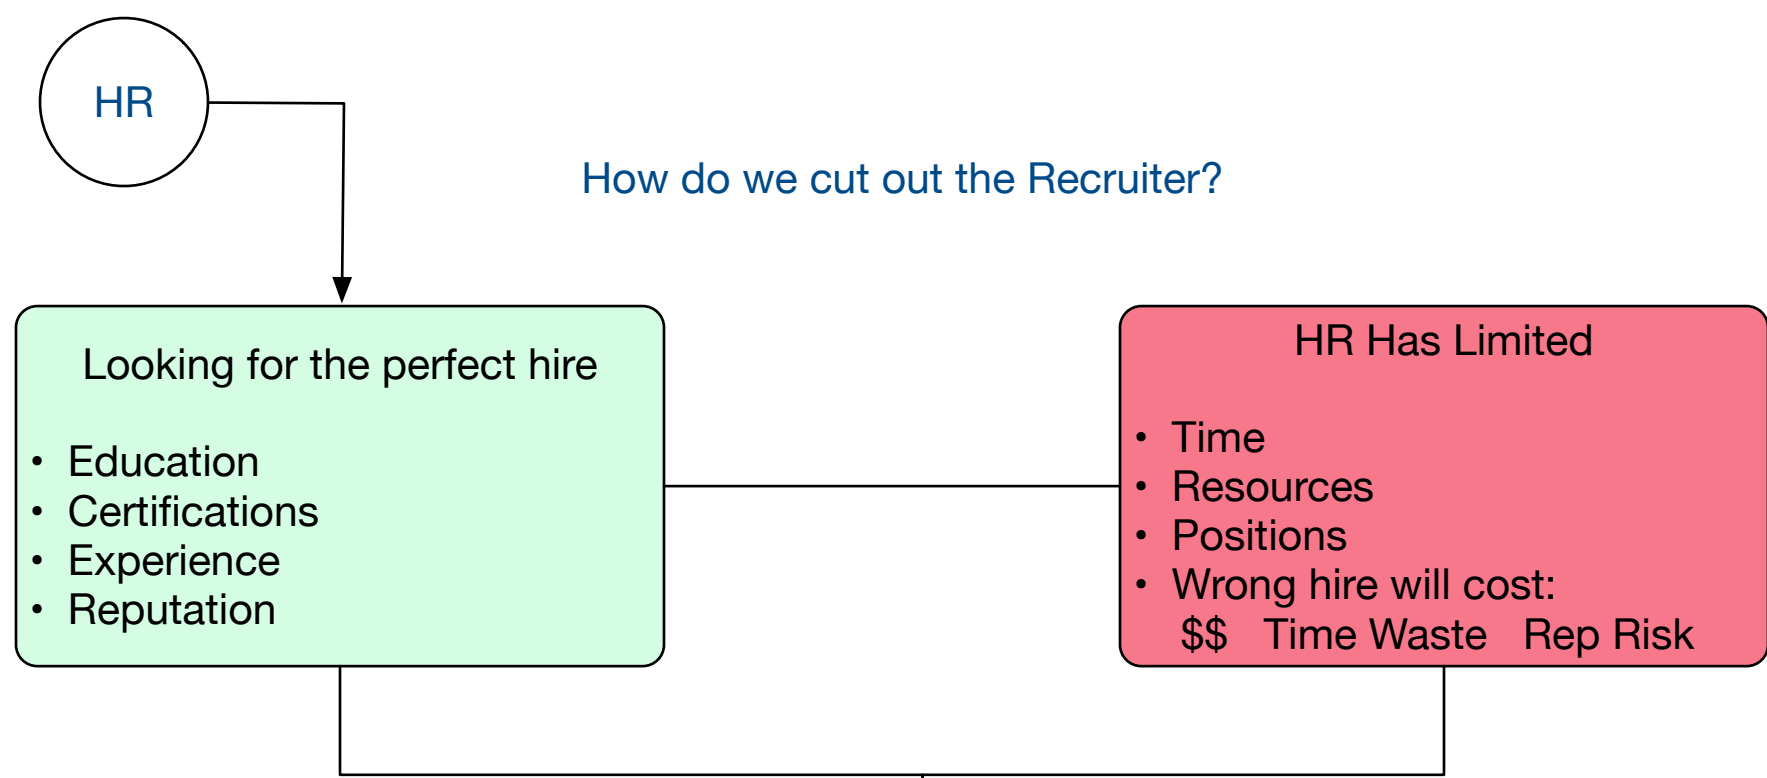 HR
How do we cut out the Recruiter?
Looking for the perfect hire
• Education
• Certifications
• Experience
• Reputation
HR Has Limited
• Time
• Resources
• Positions
• Wrong hire will cost:
$$ Time Waste Rep Risk